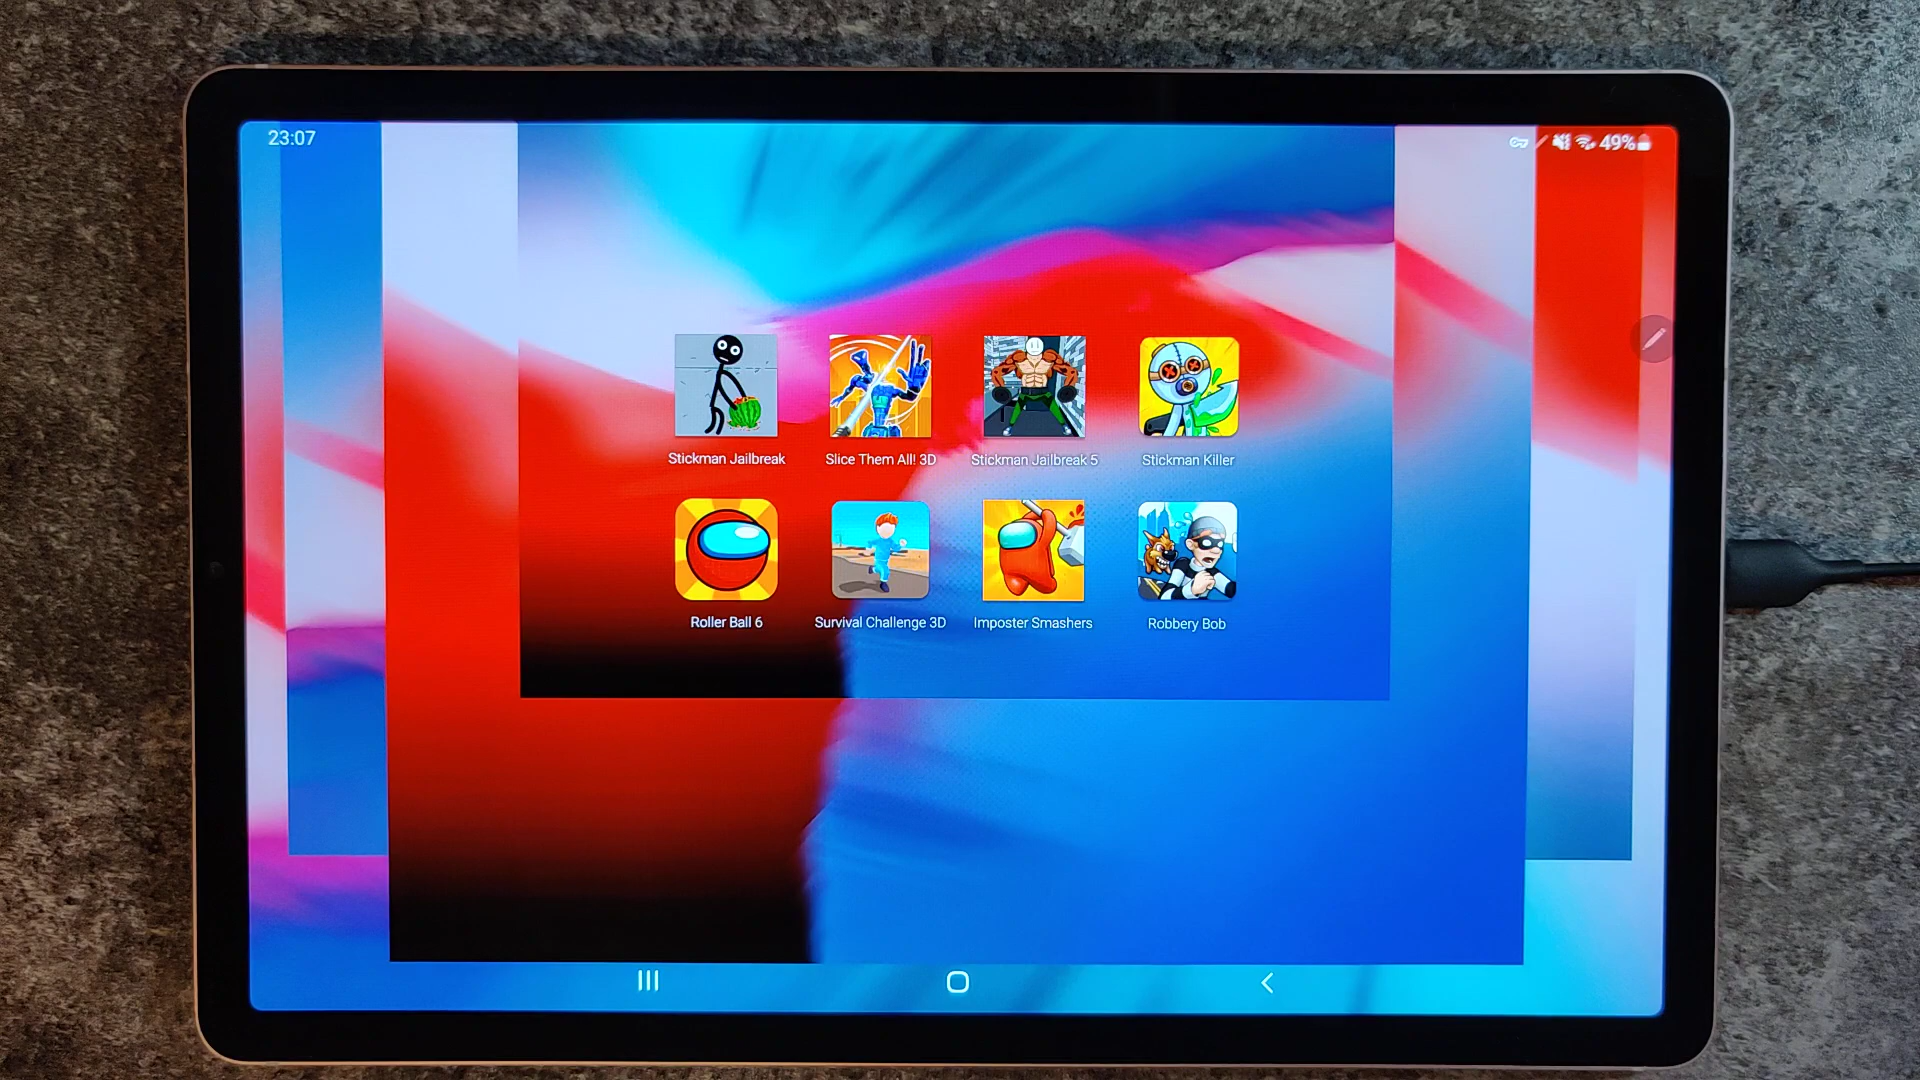 23:07
49%
Stickman Jailbreak
Slice Them All! 3D
Stickman Jailbreak 5
Stickman Killer
Roller Ball 6
Survival Challenge 3D
Imposter Smashers
Robbery Bob